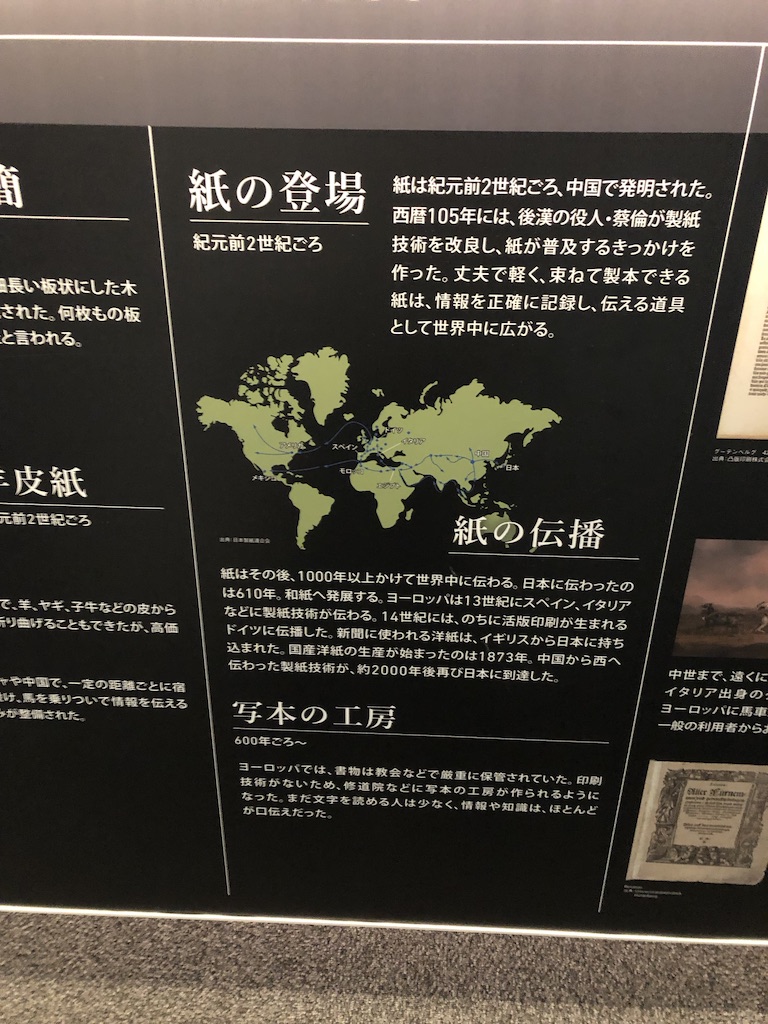 簡
細長い板状にした木
された。何枚もの板
と言われる。
羊皮紙
元前2世紀ごろ
で、羊、ヤギ、子牛などの皮から
折り曲げることもできたが、高価
ャや中国で、一定の距離ごとに宿
設け、馬を乗りついで情報を伝える
みが整備された。
紙の登場
紀元前2世紀ごろ
紙は紀元前2世紀ごろ、中国で発明された。
西暦105年には、後漢の役人・蔡倫が製紙
技術を改良し、紙が普及するきっかけを
作った。丈夫で軽く、束ねて製本できる
紙は、情報を正確に記録し、伝える道具
として世界中に広がる。
アメリカ
メキシコ
スペイン
モロッコ
ドイツ
イタリア
エジプト
中国
日本
出典:日本製紙連合会
紙の伝播
紙はその後、1000年以上かけて世界中に伝わる。日本に伝わったの
は610年。和紙へ発展する。ヨーロッパは13世紀にスペイン、イタリア
などに製紙技術が伝わる。14世紀には、のちに活版印刷が生まれる
ドイツに伝播した。新聞に使われる洋紙は、イギリスから日本に持ち
込まれた。国産洋紙の生産が始まったのは1873年。中国から西へ
伝わった製紙技術が、約2000年後再び日本に到達した。
写本の工房
600年ごろ〜
ヨーロッパでは、書物は教会などで厳重に保管されていた。印刷
技術がないため、修道院などに写本の工房が作られるように
なった。まだ文字を読める人は少なく、情報や知識は、ほとんど
が口伝えだった。
グーテンベルグ 42
出典:凸版印刷株式会
中世まで、遠くに
イタリア出身の
ヨーロッパに馬車
一般の利用者から